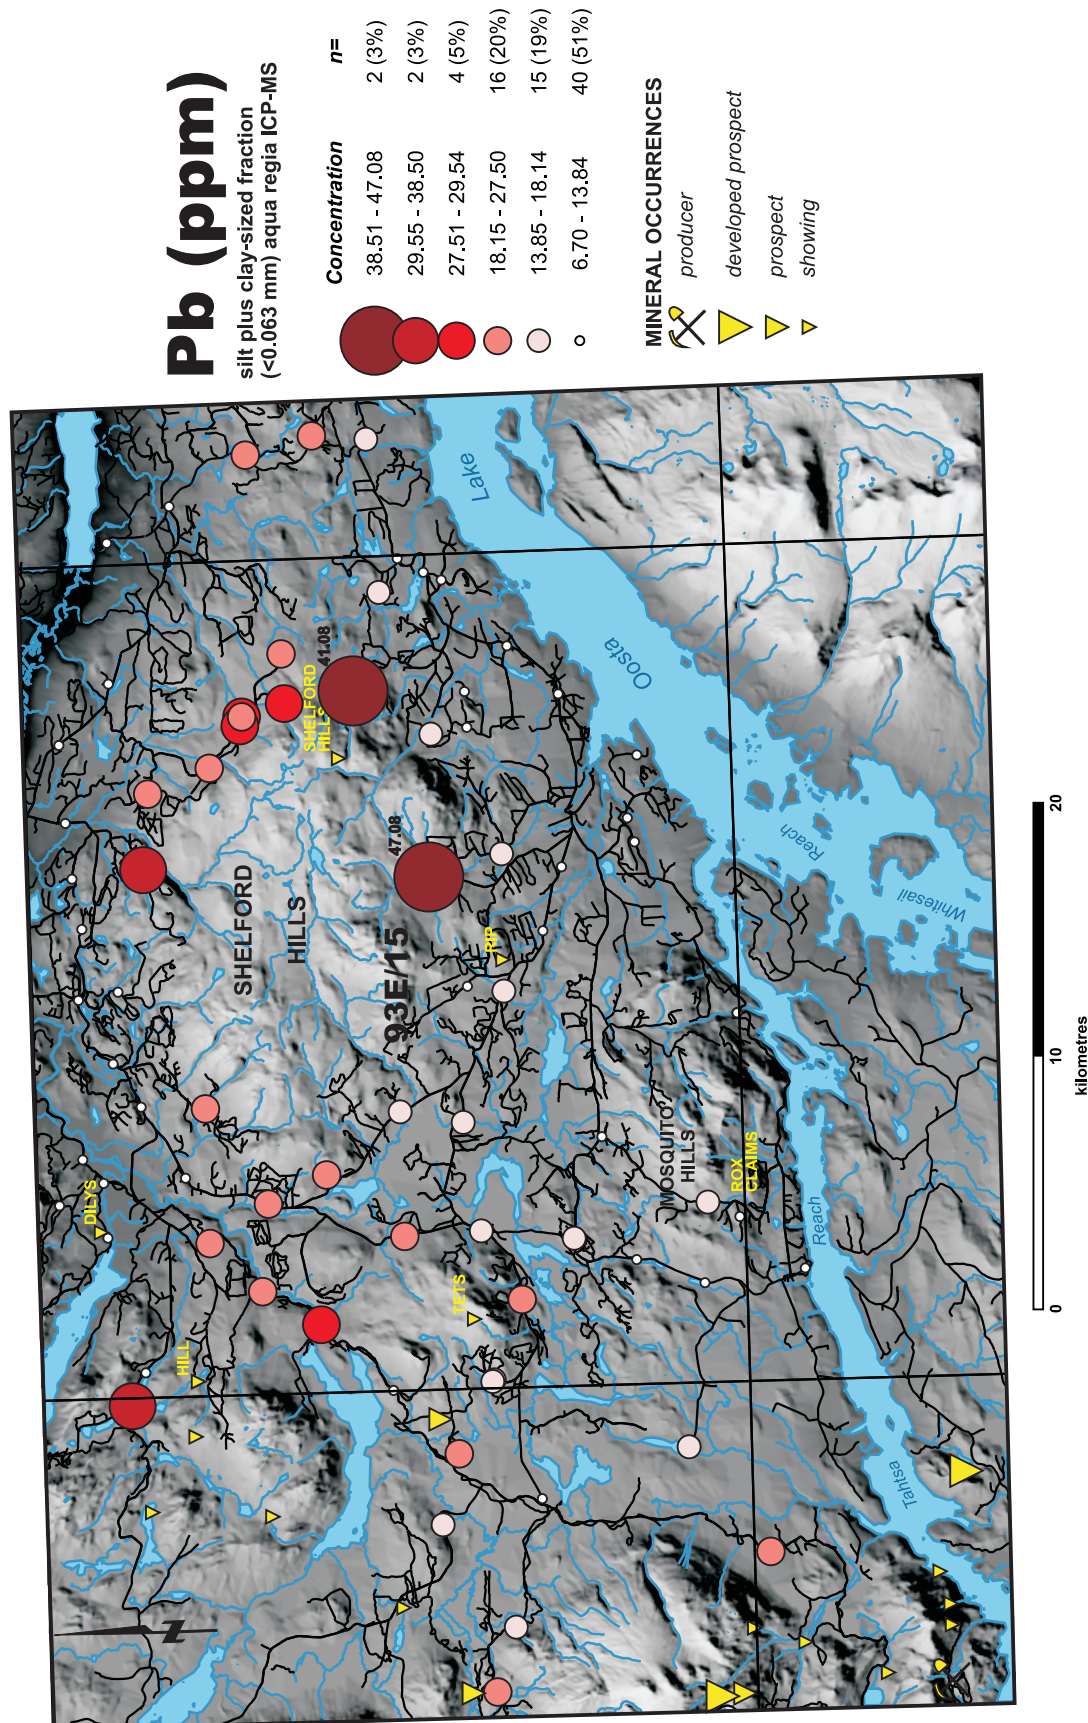 Pb (ppm)
silt plus clay-sized fraction
(<0.063 mm) aqua regia ICP-MS
Concentration n=
38.51 - 47.08 2 (3%)
29.55 - 38.50 2 (3%)
27.51 - 29.54 4 (5%)
18.15 - 27.50 16 (20%)
13.85 - 18.14 15 (19%)
6.70 - 13.84 40 (51%)
MINERAL OCCURRENCES
producer
developed prospect
prospect
showing
N
DILYS
HILL
SHELFORD
HILLS
SHELFORD
HILLS
41.08
47.08
93E/15
RIP
TETS
MOSQUITO
HILLS
ROX
CLAIMS
Ootsa
Lake
Whitesail
Reach
Tahtsa
Reach
0 10 20
kilometres